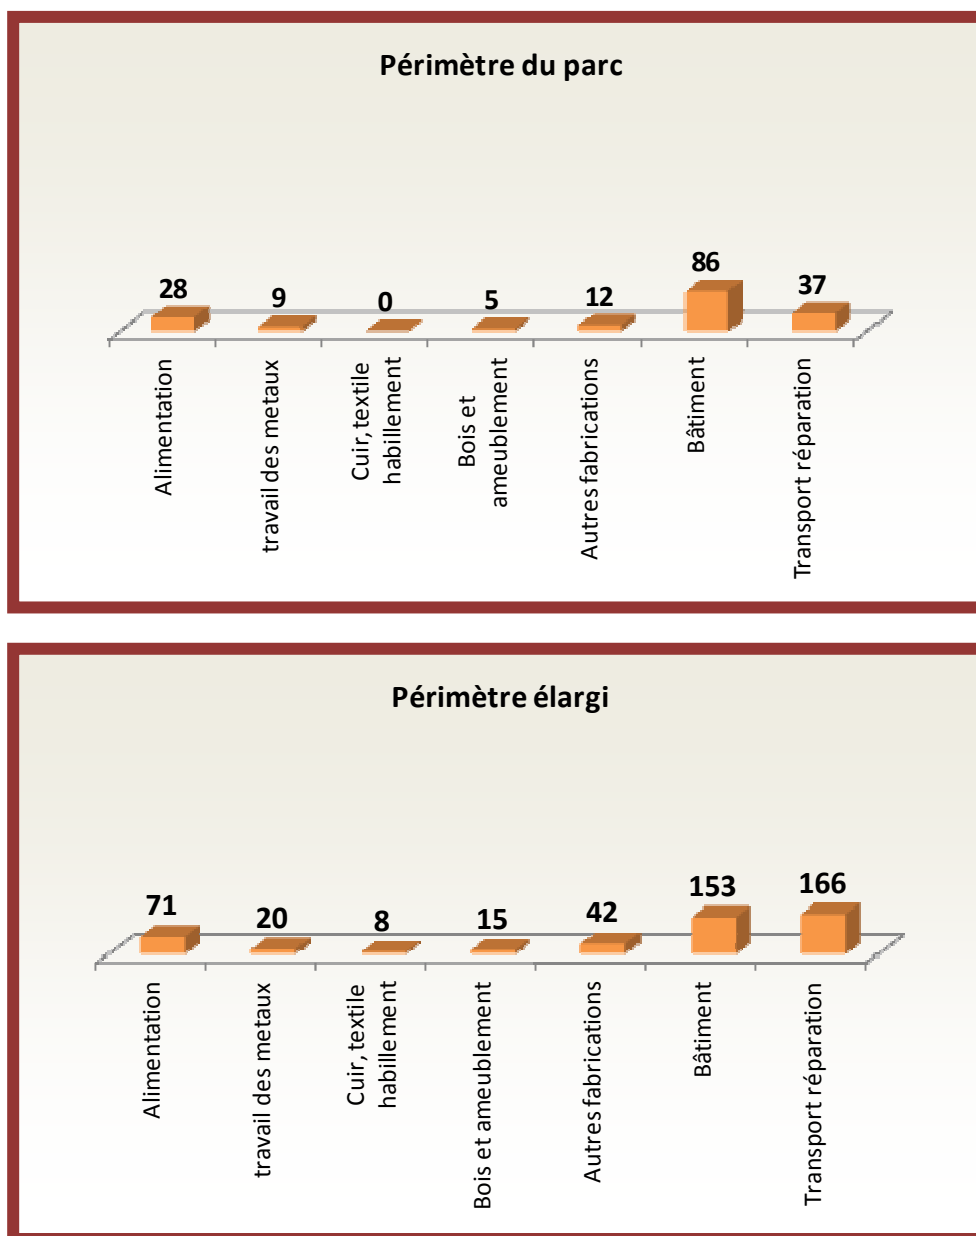 Périmètre du parc
28
9
0
5
12
86
37
Alimentation
travail des metaux
Cuir, textile
habillement
Bois et
ameublement
Autres fabrications
Bâtiment
Transport réparation
Périmètre élargi
71
20
8
15
42
153
166
Alimentation
travail des metaux
Cuir, textile
habillement
Bois et ameublement
Autres fabrications
Bâtiment
Transport réparation